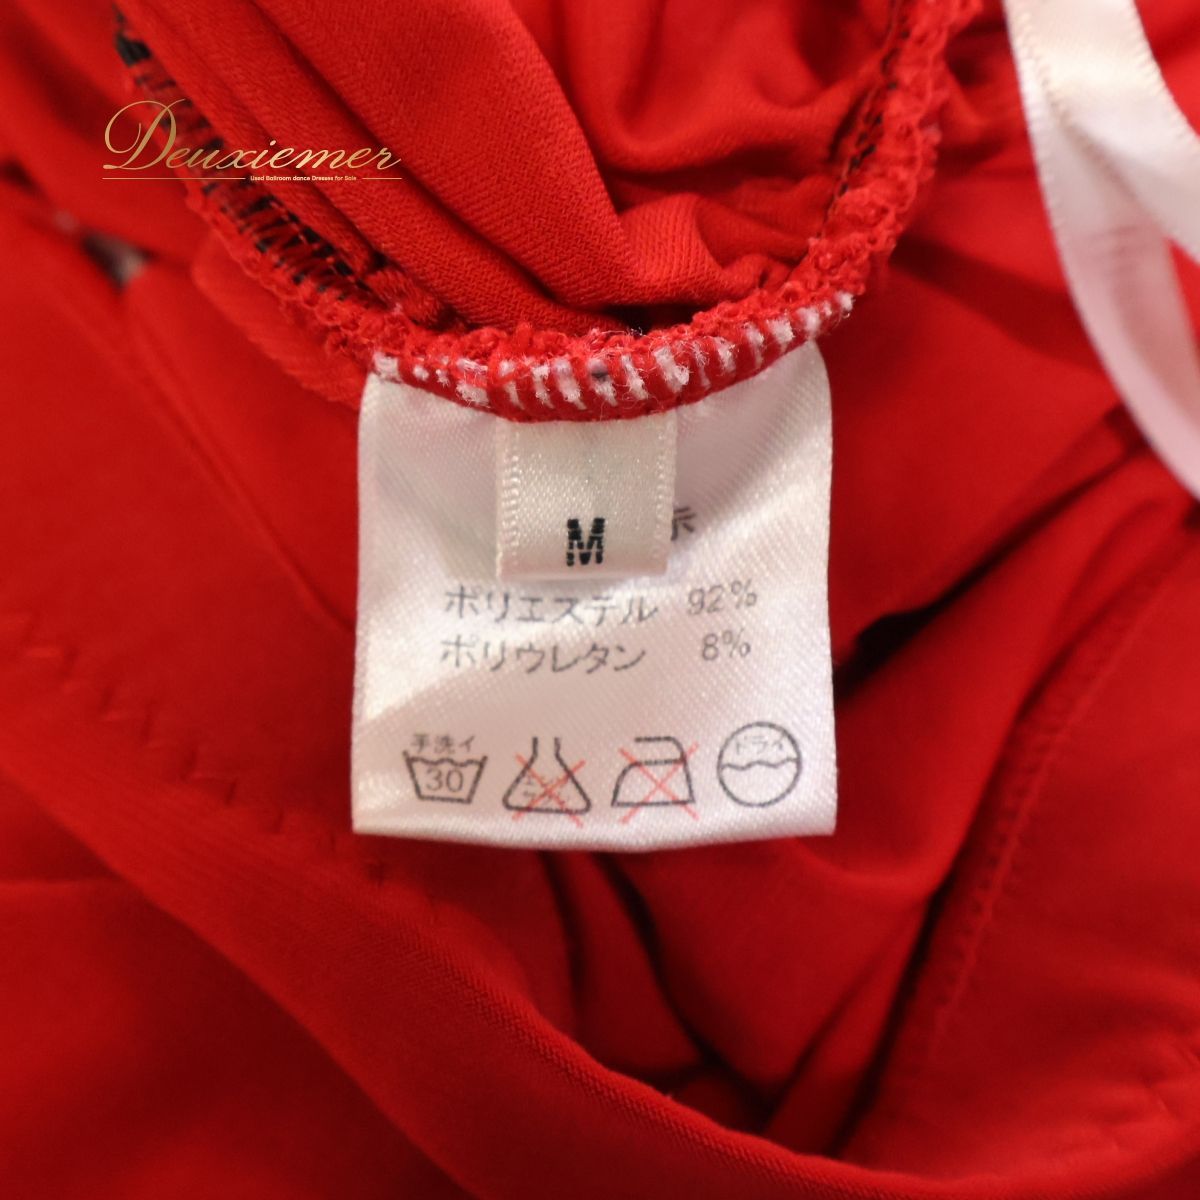 Deuxiemer
Used Ballroom dance Dresses for Sale
M
示
ポリエステル 92%
ポリウレタン 8%
手洗イ
30
ドライ